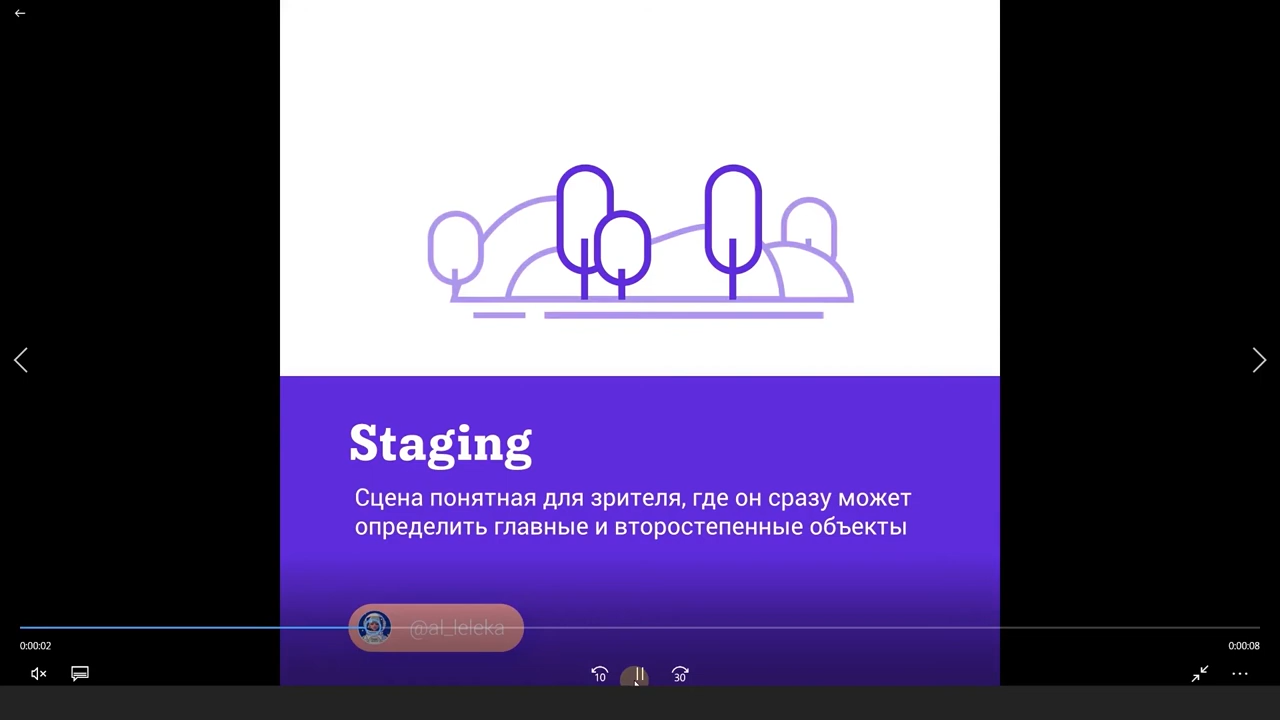 Staging
Сцена понятная для зрителя, где он сразу может
определить главные и второстепенные объекты
@al_leleka
0:00:02
0:00:08
10
30